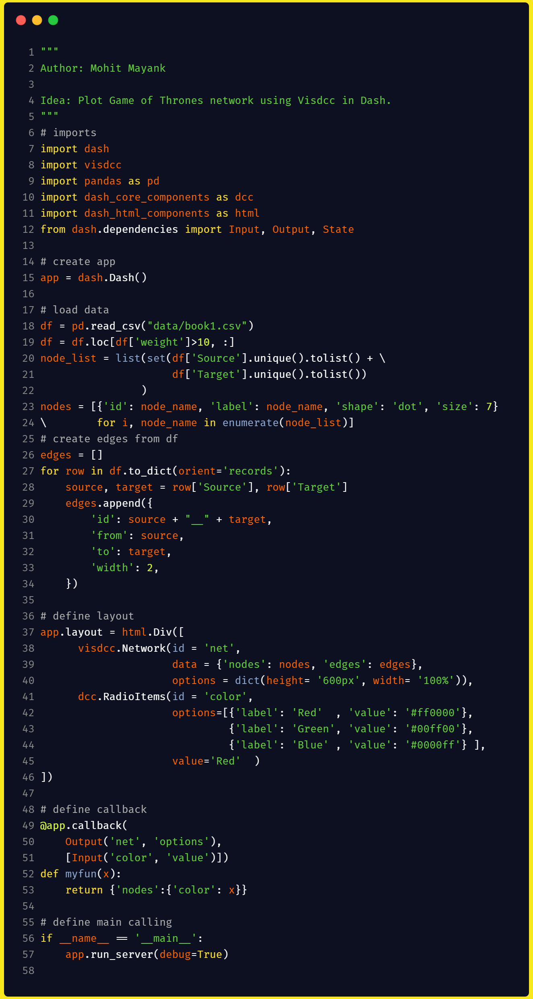 1 """
2 Author: Mohit Mayank
3
4 Idea: Plot Game of Thrones network using Visdcc in Dash.
5 """
6 # imports
7 import dash
8 import visdcc
9 import pandas as pd
10 import dash_core_components as dcc
11 import dash_html_components as html
12 from dash.dependencies import Input, Output, State
13
14 # create app
15 app = dash.Dash()
16
17 # load data
18 df = pd.read_csv("data/book1.csv")
19 df = df.loc[df['weight']>10, :]
20 node_list = list(set(df['Source'].unique().tolist() + \
21                      df['Target'].unique().tolist())
22                 )
23 nodes = [{'id': node_name, 'label': node_name, 'shape': 'dot', 'size': 7}
24 \        for i, node_name in enumerate(node_list)]
25 # create edges from df
26 edges = []
27 for row in df.to_dict(orient='records'):
28     source, target = row['Source'], row['Target']
29     edges.append({
30         'id': source + "__" + target,
31         'from': source,
32         'to': target,
33         'width': 2,
34     })
35
36 # define layout
37 app.layout = html.Div([
38       visdcc.Network(id = 'net',
39                      data = {'nodes': nodes, 'edges': edges},
40                      options = dict(height= '600px', width= '100%')),
41       dcc.RadioItems(id = 'color',
42                      options=[{'label': 'Red'  , 'value': '#ff0000'},
43                               {'label': 'Green', 'value': '#00ff00'},
44                               {'label': 'Blue' , 'value': '#0000ff'} ],
45                      value='Red'  )
46 ])
47
48 # define callback
49 @app.callback(
50     Output('net', 'options'),
51     [Input('color', 'value')])
52 def myfun(x):
53     return {'nodes':{'color': x}}
54
55 # define main calling
56 if __name__ == '__main__':
57     app.run_server(debug=True)
58